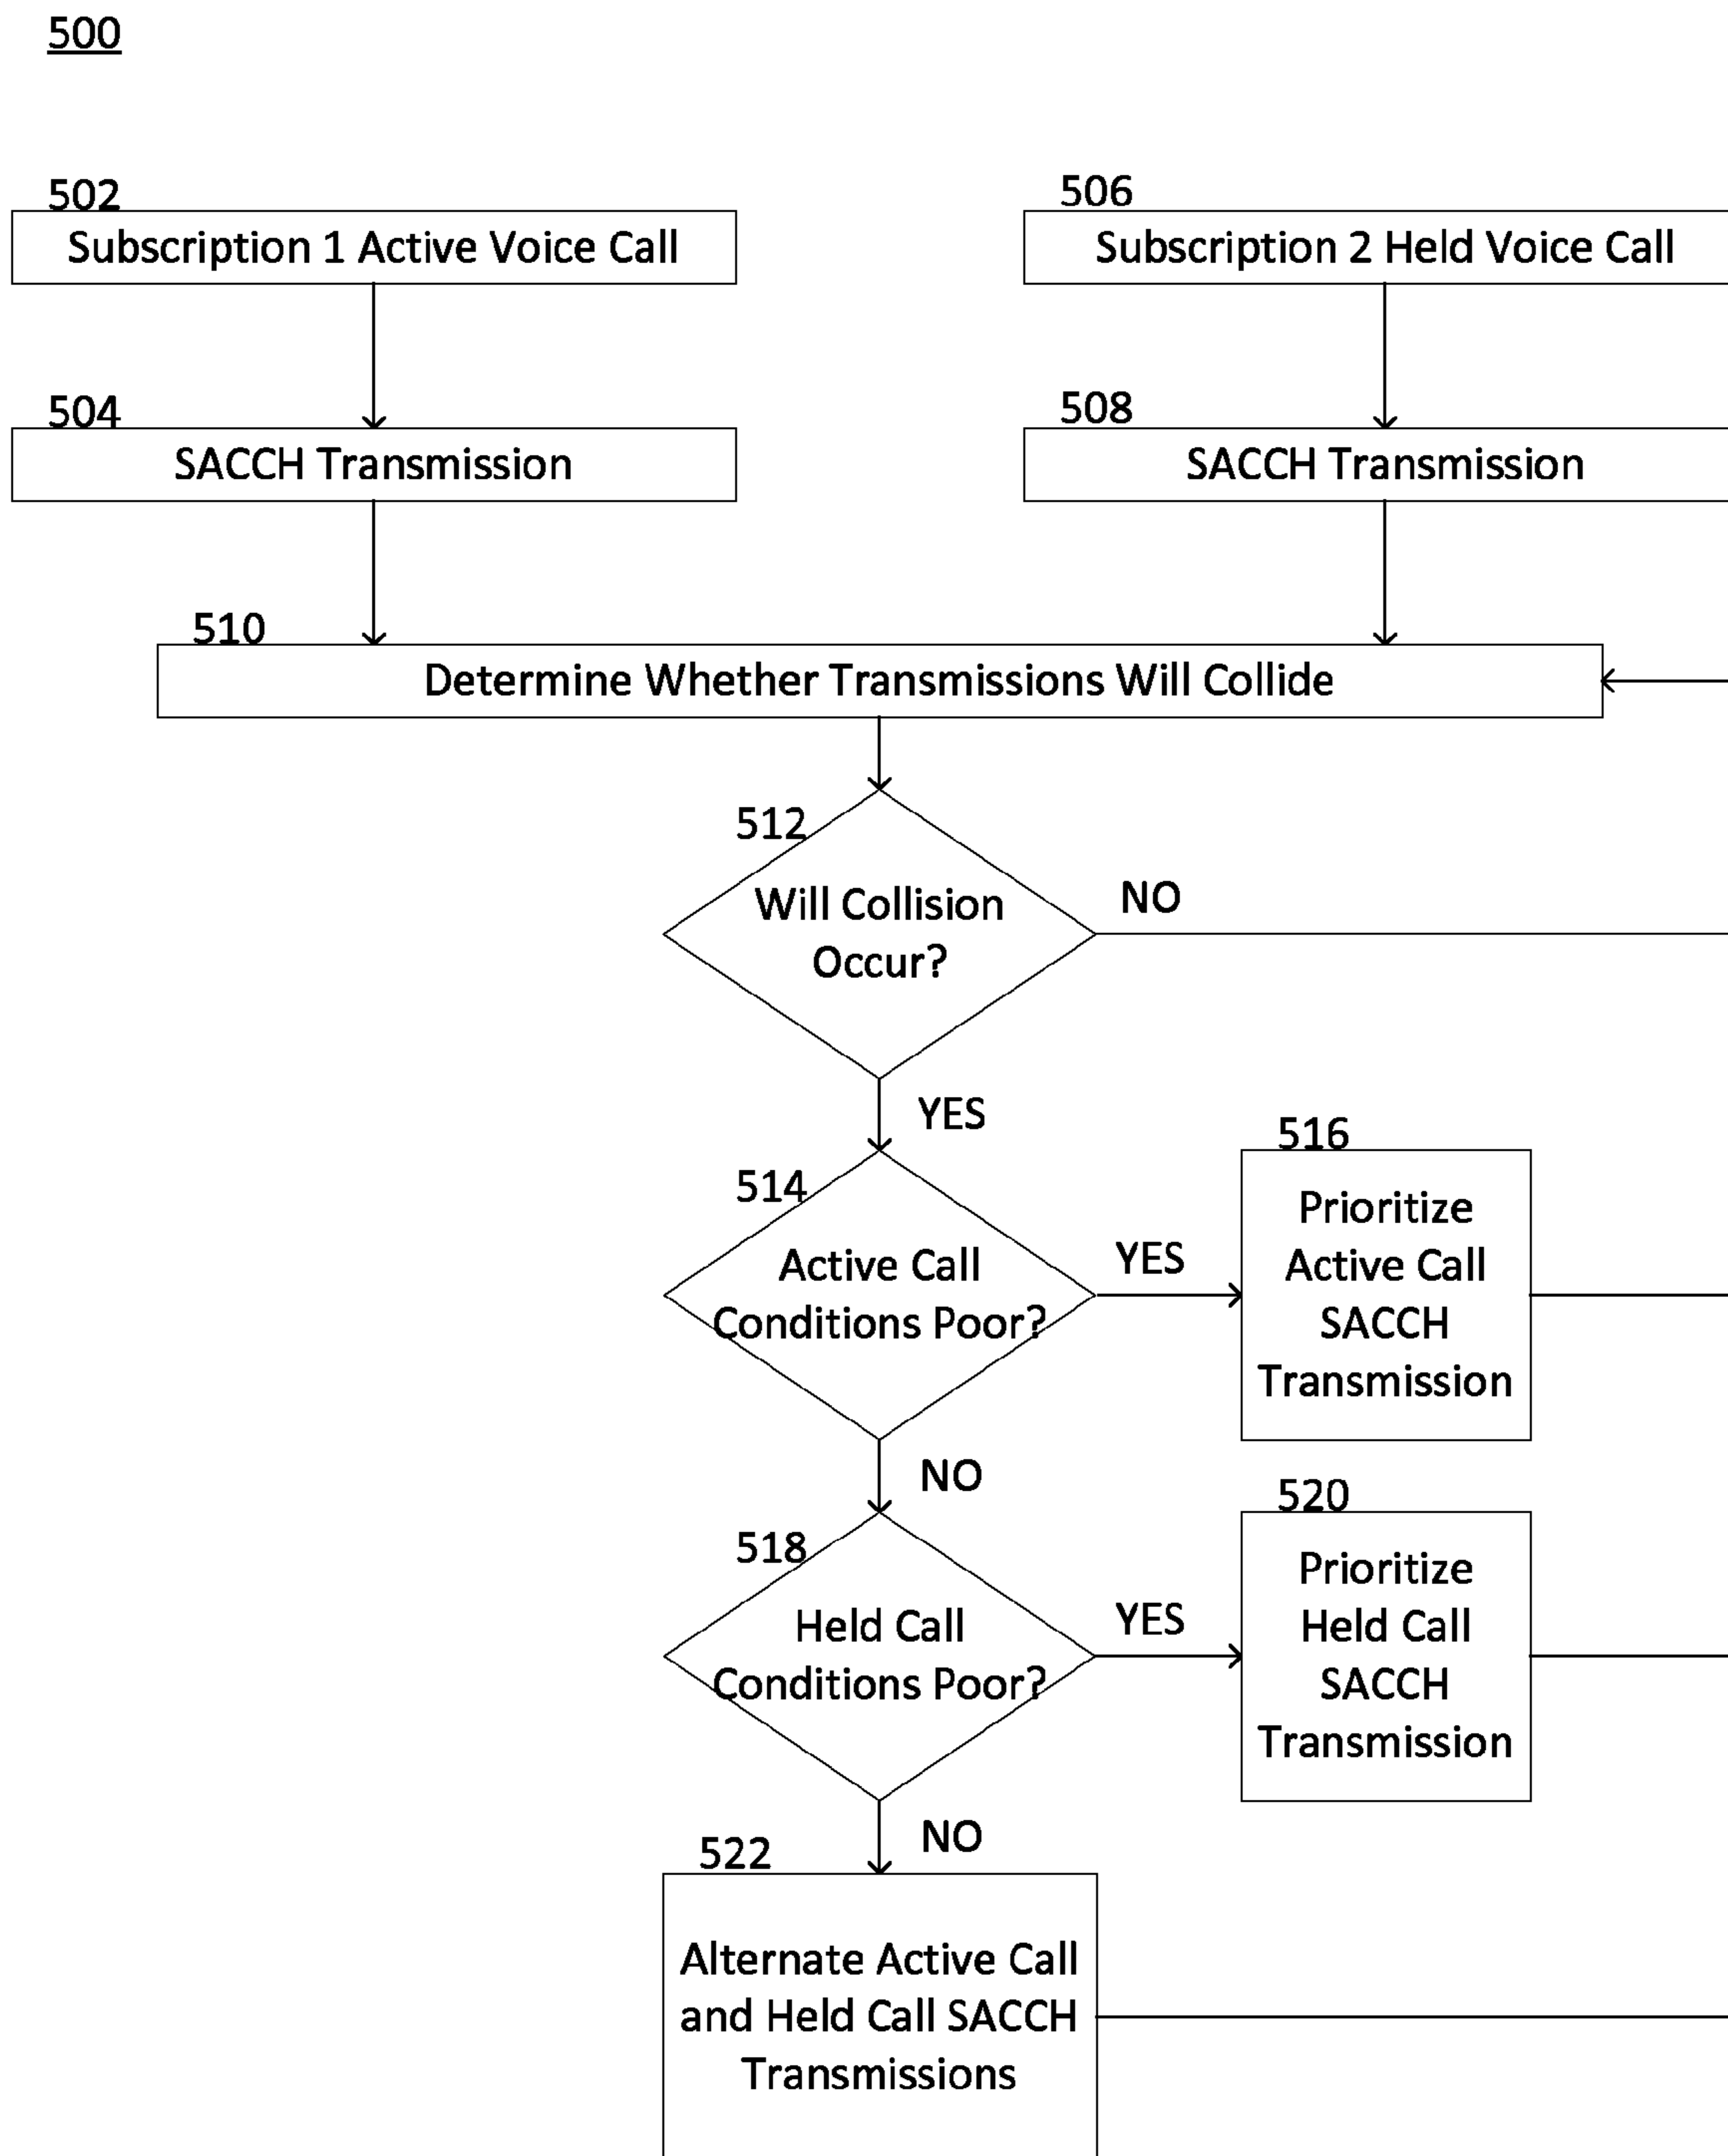 500
502
Subscription 1 Active Voice Call
506
Subscription 2 Held Voice Call
504
SACCH Transmission
508
SACCH Transmission
510
Determine Whether Transmissions Will Collide
512
Will Collision
Occur?
NO
YES
514
Active Call
Conditions Poor?
YES
516
Prioritize
Active Call
SACCH
Transmission
NO
518
Held Call
Conditions Poor?
YES
520
Prioritize
Held Call
SACCH
Transmission
NO
522
Alternate Active Call
and Held Call SACCH
Transmissions